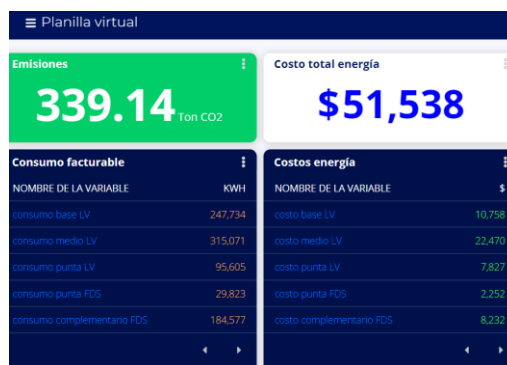 Planilla virtual
Emisiones
339.14 Ton CO2
Costo total energía
$51,538
Consumo facturable
NOMBRE DE LA VARIABLE KWH
consumo base LV 247,734
consumo medio LV 315,071
consumo punta LV 95,605
consumo punta FDS 29,823
consumo complementario FDS 184,577
Costos energía
NOMBRE DE LA VARIABLE $
costo base LV 10,758
costo medio LV 22,470
costo punta LV 7,827
costo punta FDS 2,252
costo complementario FDS 8,232